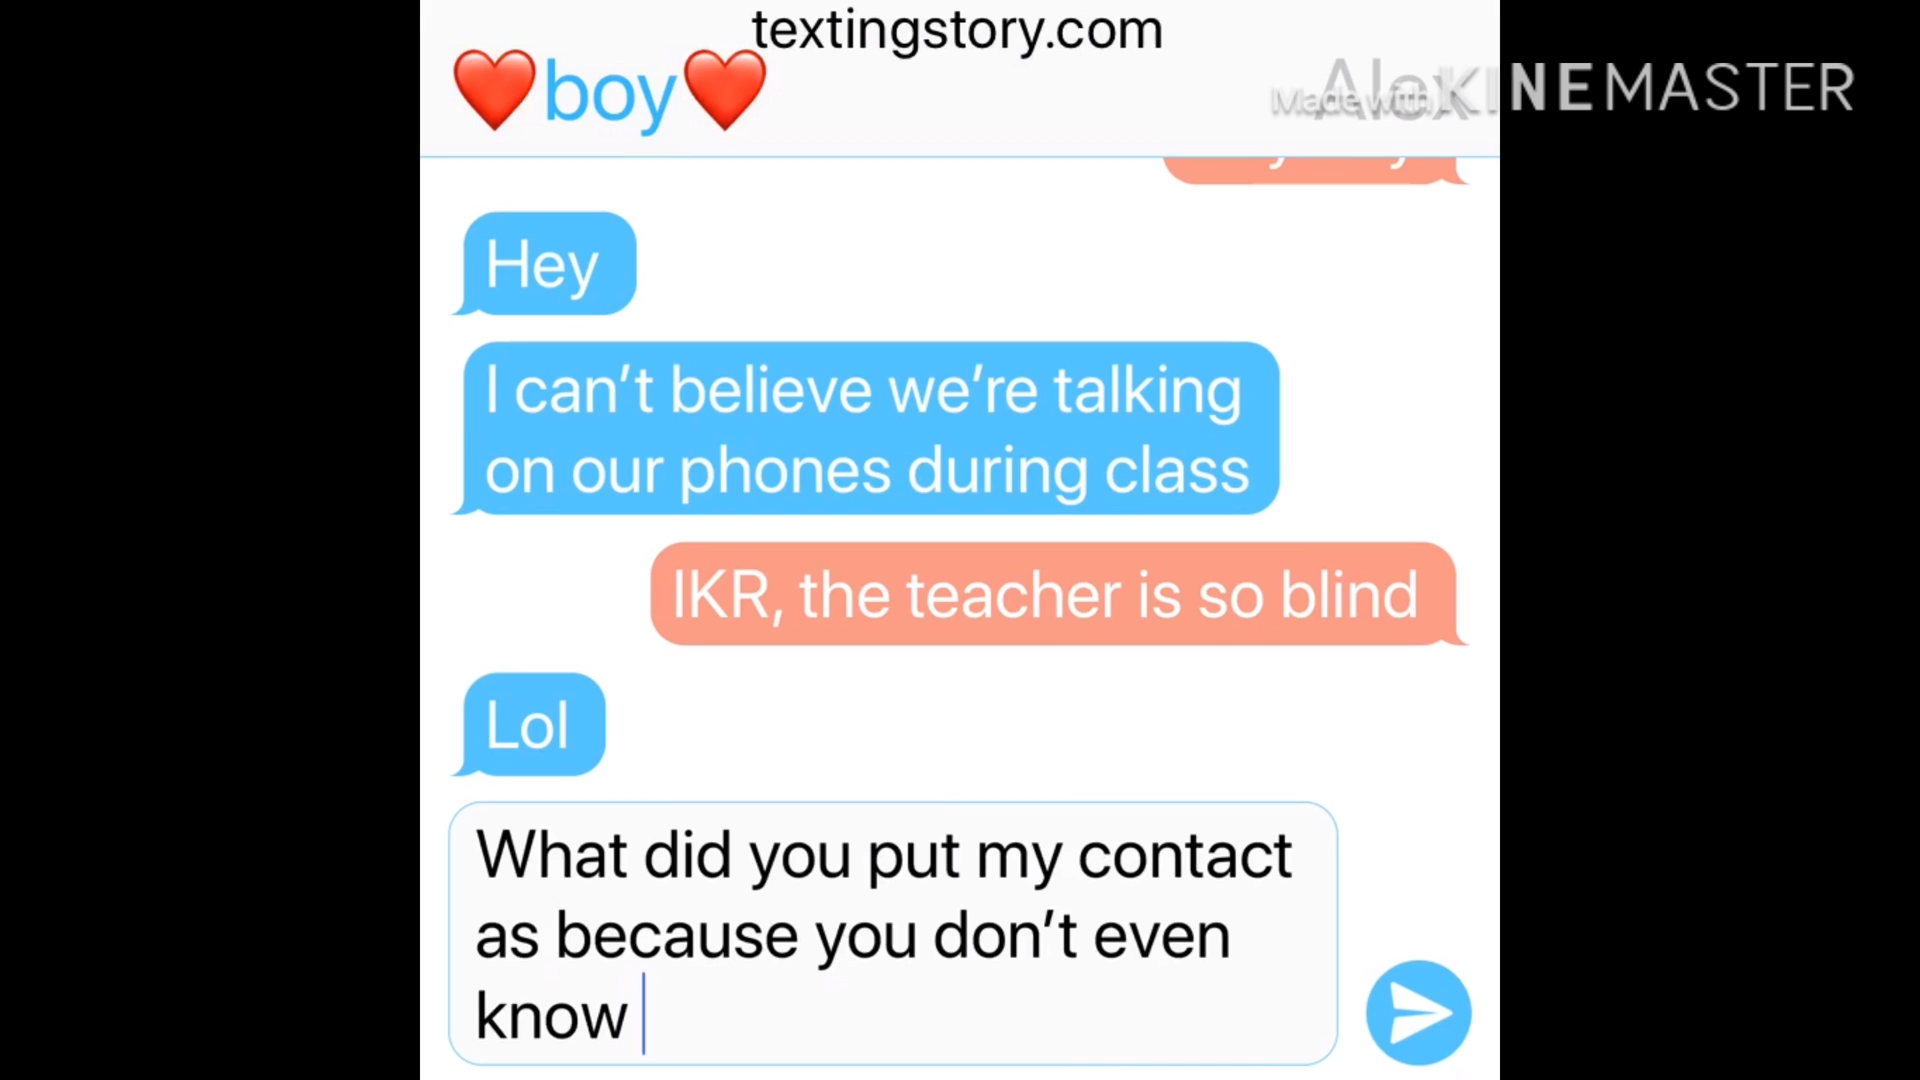 textingstory.com
❤️boy❤️
Alex
Made with KINEMASTER
Hey
I can’t believe we’re talking
on our phones during class
IKR, the teacher is so blind
Lol
What did you put my contact
as because you don’t even
know